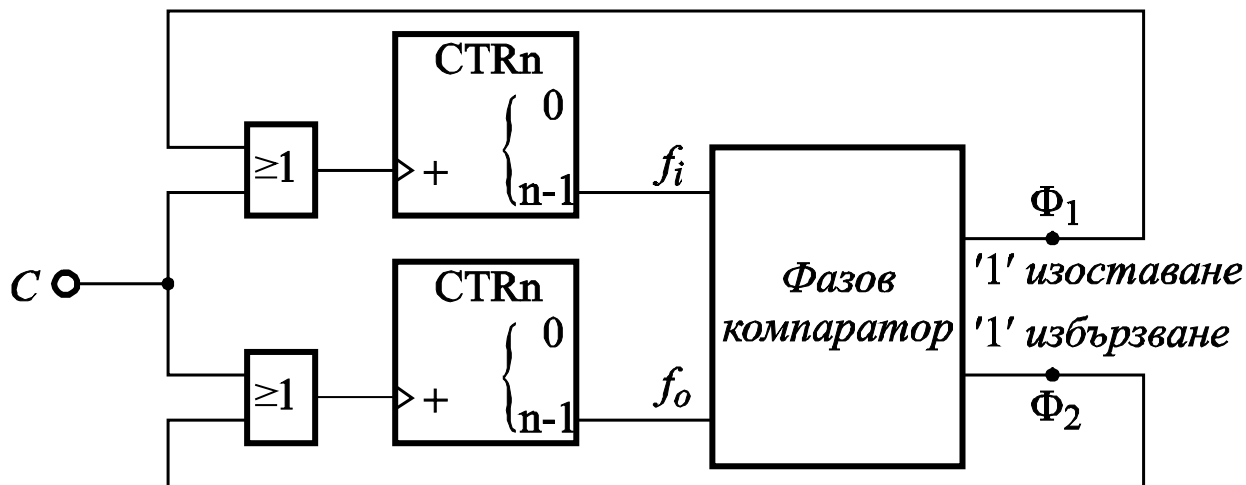 CTRn
0
n-1
≥1
+
fi
Φ1
'1' изоставане
C
Фазов
компаратор
CTRn
0
n-1
≥1
+
fo
'1' избързване
Φ2